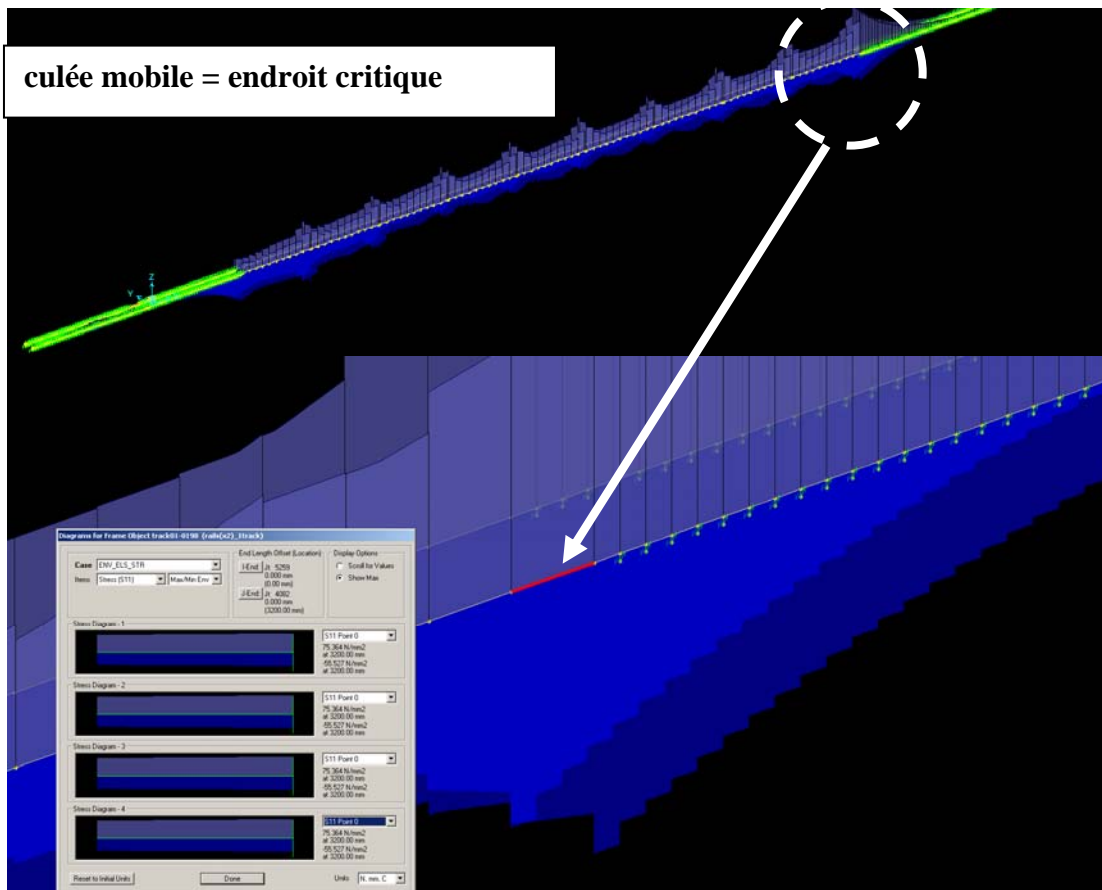 culée mobile = endroit critique
Z
Y
Diagrams for Frame Object track01-0190 (rails(x2)_1track)
Case ENV_ELS_STR
Items Stress (S11) Max/Min Env
End Length Offset (Location)
I-End: Jt: 5259
0.000 mm
(0.00 mm)
J-End: Jt: 4082
0.000 mm
(3200.00 mm)
Display Options
Scroll for Values
Show Max
Stress Diagram - 1
S11 Point 0
75.364 N/mm2
at 3200.00 mm
-55.527 N/mm2
at 3200.00 mm
Stress Diagram - 2
S11 Point 0
75.364 N/mm2
at 3200.00 mm
-55.527 N/mm2
at 3200.00 mm
Stress Diagram - 3
S11 Point 0
75.364 N/mm2
at 3200.00 mm
-55.527 N/mm2
at 3200.00 mm
Stress Diagram - 4
S11 Point 0
75.364 N/mm2
at 3200.00 mm
-55.527 N/mm2
at 3200.00 mm
Reset to Initial Units
Done
Units N, mm, C